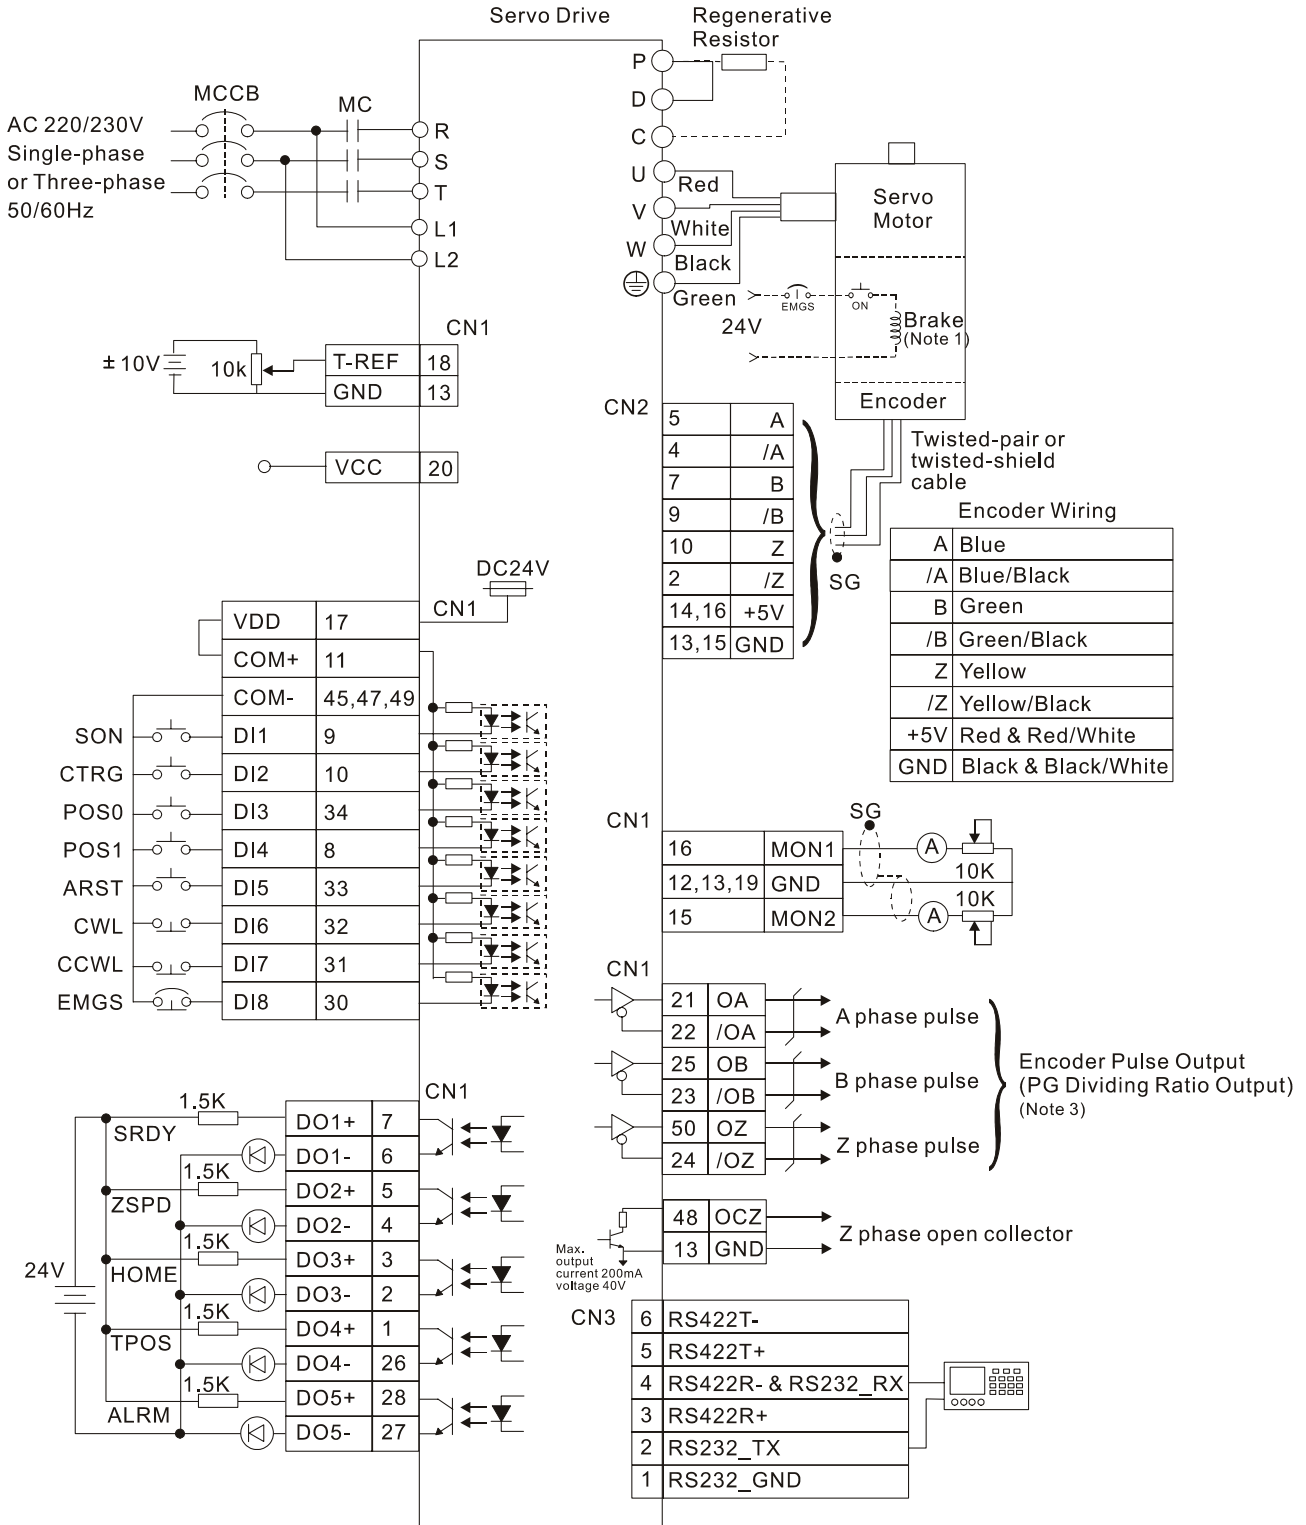 Servo Drive
Regenerative
Resistor
MCCB
MC
AC 220/230V
Single-phase
or Three-phase
50/60Hz
R
S
T
L1
L2
P
D
C
U
V
W
Red
White
Black
Green
Servo
Motor
EMGS
ON
24V
Brake
(Note 1)
Encoder
CN1
± 10V
10k
T-REF 18
GND 13
VCC 20
CN2
5 A
4 /A
7 B
9 /B
10 Z
2 /Z
14,16 +5V
13,15 GND
SG
Twisted-pair or
twisted-shield
cable
Encoder Wiring
A Blue
/A Blue/Black
B Green
/B Green/Black
Z Yellow
/Z Yellow/Black
+5V Red & Red/White
GND Black & Black/White
DC24V
CN1
VDD 17
COM+ 11
COM- 45,47,49
SON DI1 9
CTRG DI2 10
POS0 DI3 34
POS1 DI4 8
ARST DI5 33
CWL DI6 32
CCWL DI7 31
EMGS DI8 30
CN1
SG
16 MON1 A
10K
12,13,19 GND
10K
15 MON2 A
CN1
21 OA
22 /OA
A phase pulse
25 OB
23 /OB
B phase pulse
50 OZ
24 /OZ
Z phase pulse
Encoder Pulse Output
(PG Dividing Ratio Output)
(Note 3)
48 OCZ
13 GND
Z phase open collector
Max.
output
current 200mA
voltage 40V
CN1
24V
1.5K
SRDY
DO1+ 7
DO1- 6
1.5K
ZSPD
DO2+ 5
DO2- 4
1.5K
HOME
DO3+ 3
DO3- 2
1.5K
TPOS
DO4+ 1
DO4- 26
1.5K
ALRM
DO5+ 28
DO5- 27
CN3
6 RS422T-
5 RS422T+
4 RS422R- & RS232_RX
3 RS422R+
2 RS232_TX
1 RS232_GND